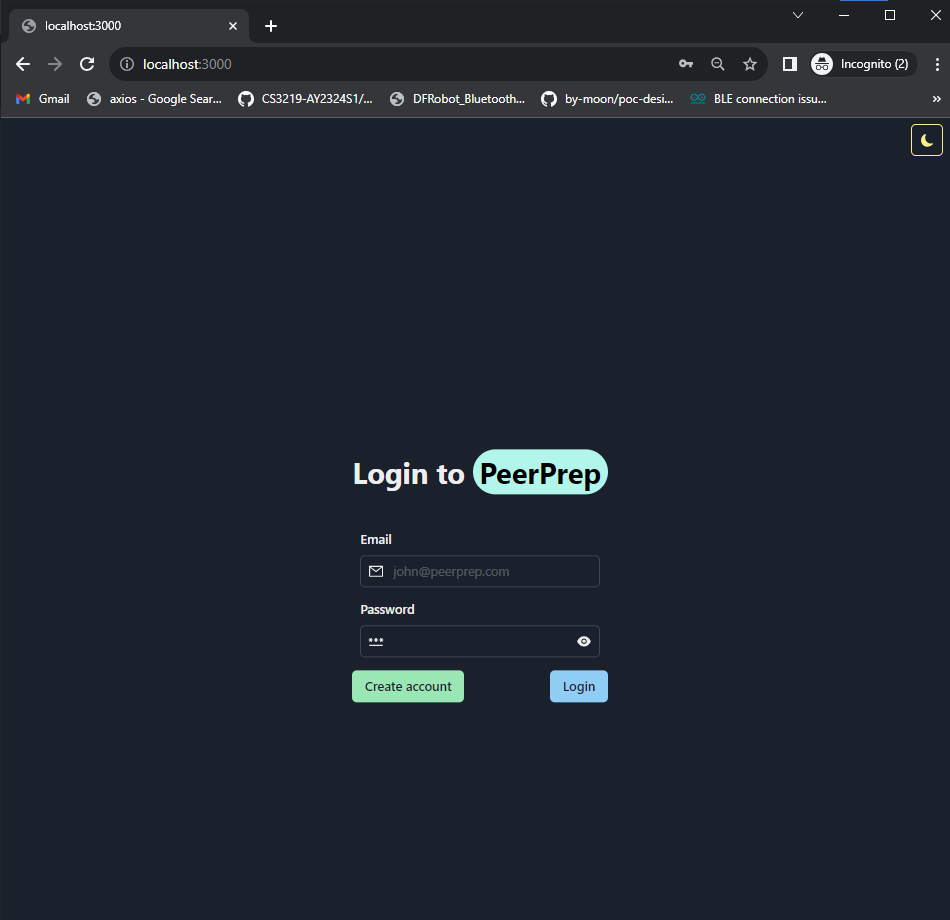 localhost:3000
localhost:3000
Incognito (2)
Gmail
axios - Google Sear...
CS3219-AY2324S1/...
DFRobot_Bluetooth...
by-moon/poc-desi...
BLE connection issu...
»
Login to PeerPrep
Email
john@peerprep.com
Password
***
Create account
Login